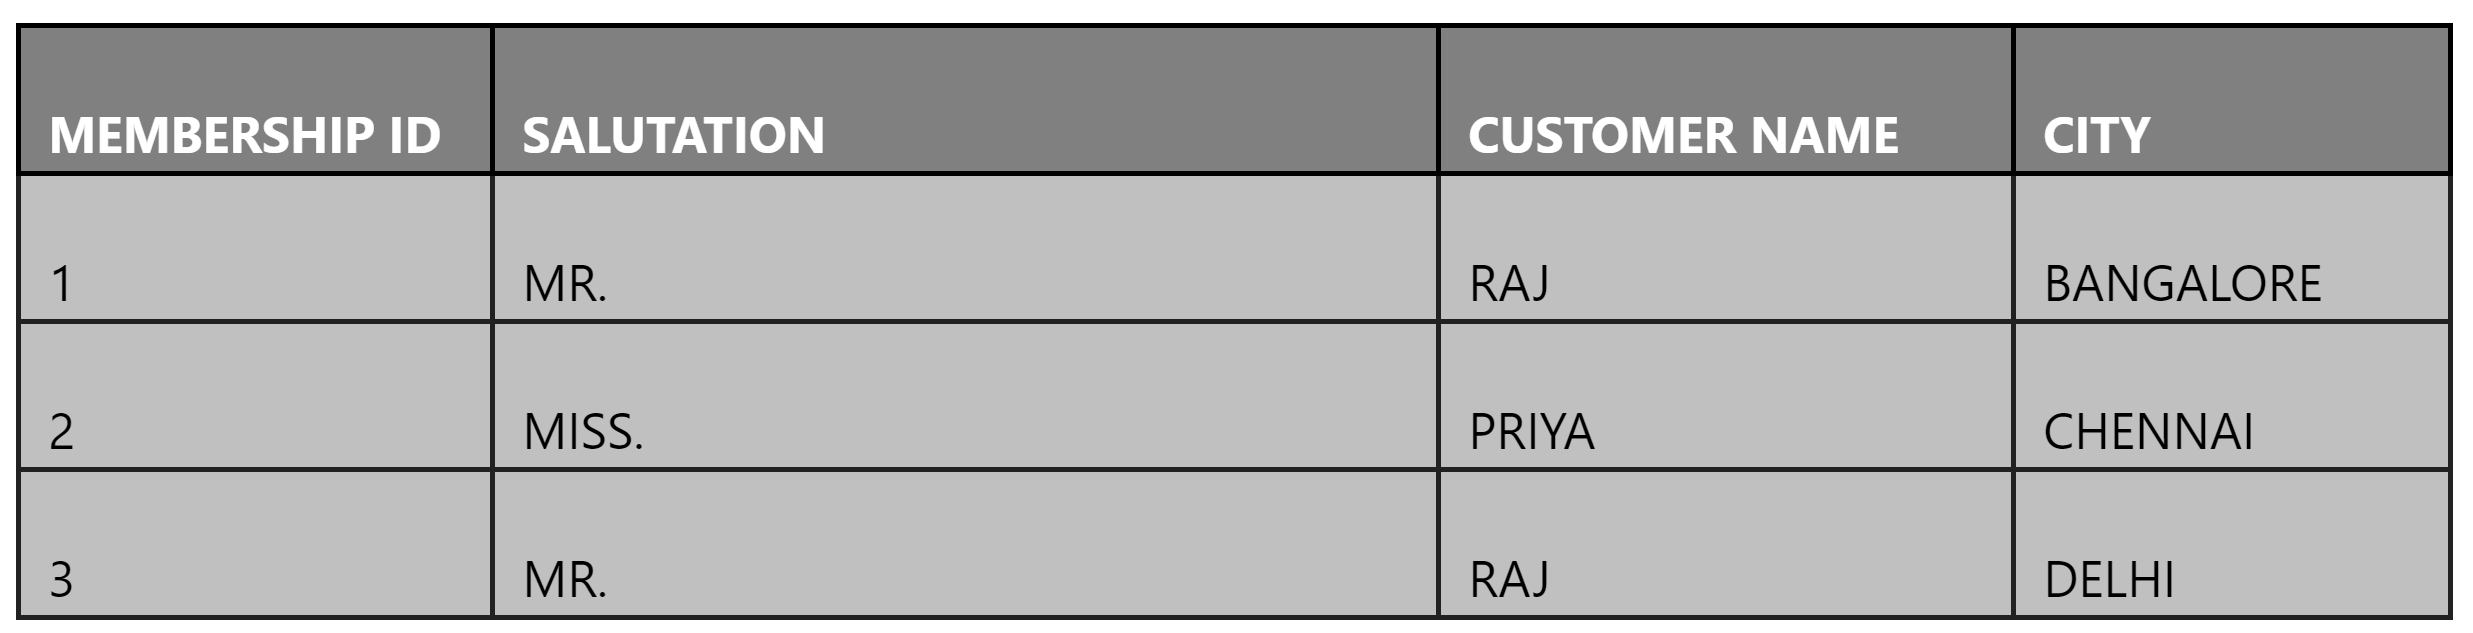 MEMBERSHIP ID SALUTATION CUSTOMER NAME CITY
1 MR. RAJ BANGALORE
2 MISS. PRIYA CHENNAI
3 MR. RAJ DELHI